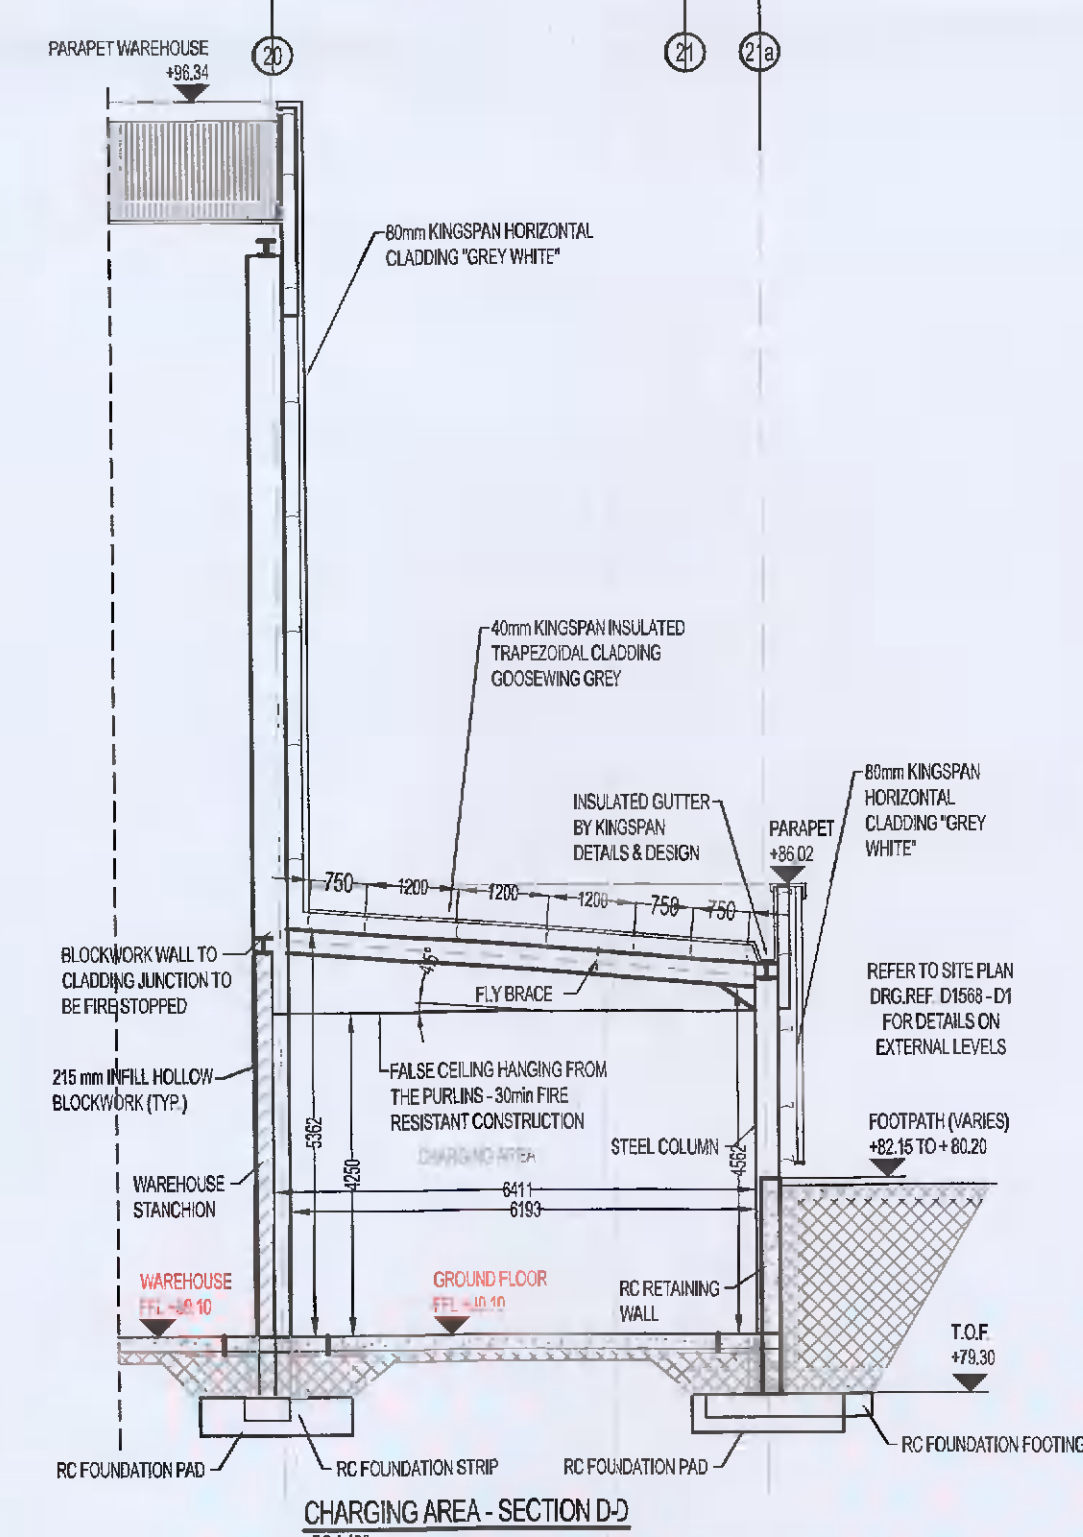 20
21
21a
PARAPET WAREHOUSE
+96.34
80mm KINGSPAN HORIZONTAL
CLADDING "GREY WHITE"
40mm KINGSPAN INSULATED
TRAPEZOIDAL CLADDING
GOOSEWING GREY
80mm KINGSPAN
HORIZONTAL
CLADDING "GREY
WHITE"
INSULATED GUTTER
BY KINGSPAN
DETAILS & DESIGN
PARAPET
+86.02
750
1200
1200
1200
750
750
BLOCKWORK WALL TO
CLADDING JUNCTION TO
BE FIRE STOPPED
FLY BRACE
REFER TO SITE PLAN
DRG.REF. D1568 - D1
FOR DETAILS ON
EXTERNAL LEVELS
215 mm INFILL HOLLOW
BLOCKWORK (TYP.)
FALSE CEILING HANGING FROM
THE PURLINS - 30min FIRE
RESISTANT CONSTRUCTION
CHARGING AREA
5362
4250
STEEL COLUMN
4562
FOOTPATH (VARIES)
+82.15 TO + 80.20
WAREHOUSE
STANCHION
6411
6193
WAREHOUSE
FFL
GROUND FLOOR
FFL
RC RETAINING
WALL
T.O.F.
+79.30
RC FOUNDATION PAD
RC FOUNDATION STRIP
RC FOUNDATION PAD
RC FOUNDATION FOOTING
CHARGING AREA - SECTION D-D